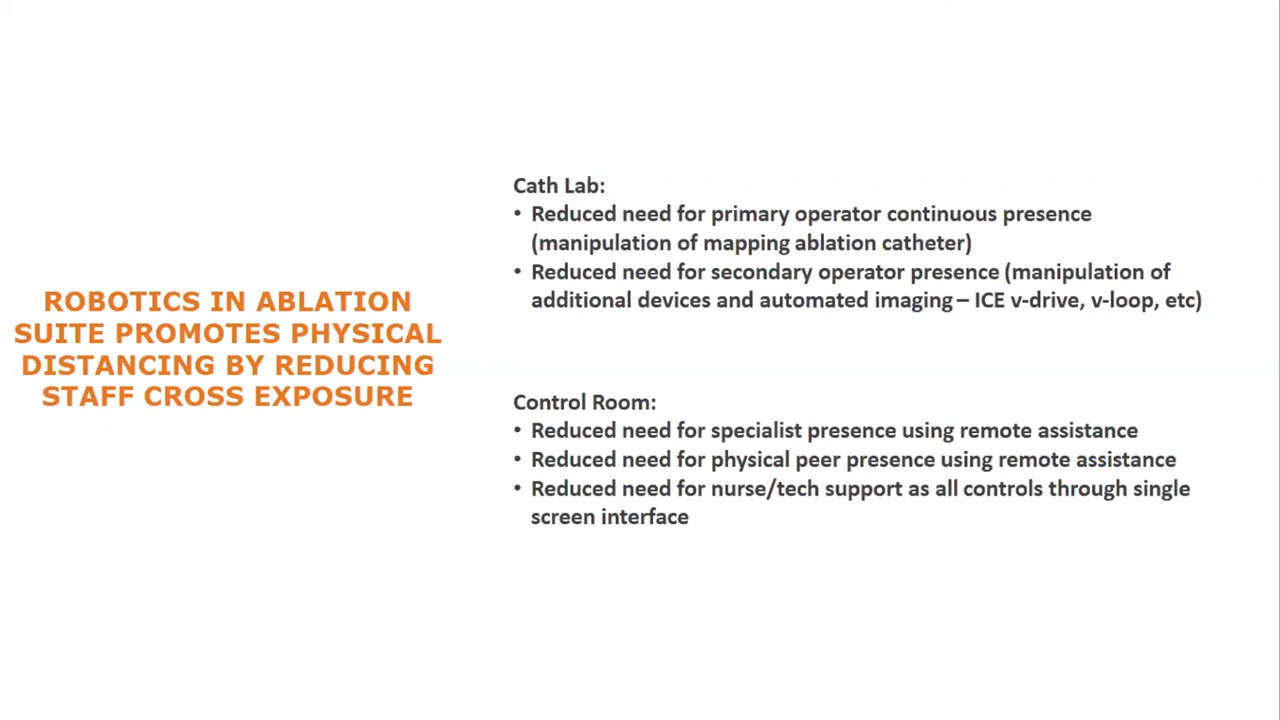 ROBOTICS IN ABLATION
SUITE PROMOTES PHYSICAL
DISTANCING BY REDUCING
STAFF CROSS EXPOSURE
Cath Lab:
• Reduced need for primary operator continuous presence
(manipulation of mapping ablation catheter)
• Reduced need for secondary operator presence (manipulation of
additional devices and automated imaging – ICE v-drive, v-loop, etc)
Control Room:
• Reduced need for specialist presence using remote assistance
• Reduced need for physical peer presence using remote assistance
• Reduced need for nurse/tech support as all controls through single
screen interface